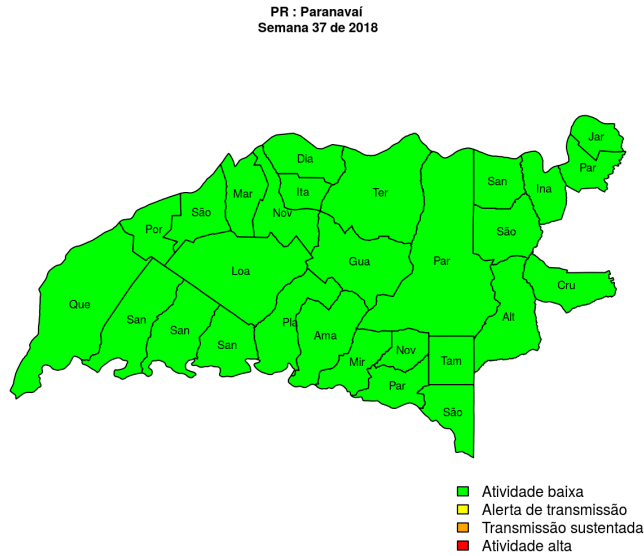 PR : Paranavaí
Semana 37 de 2018
Jar
Dia
Par
Ita
Ter
San
Ina
Mar
São
Nov
Por
São
Loa
Gua
Par
Cru
Que
San
San
San
Pla
Ama
Alt
Mir
Nov
Tam
Par
São
Atividade baixa
Alerta de transmissão
Transmissão sustentada
Atividade alta